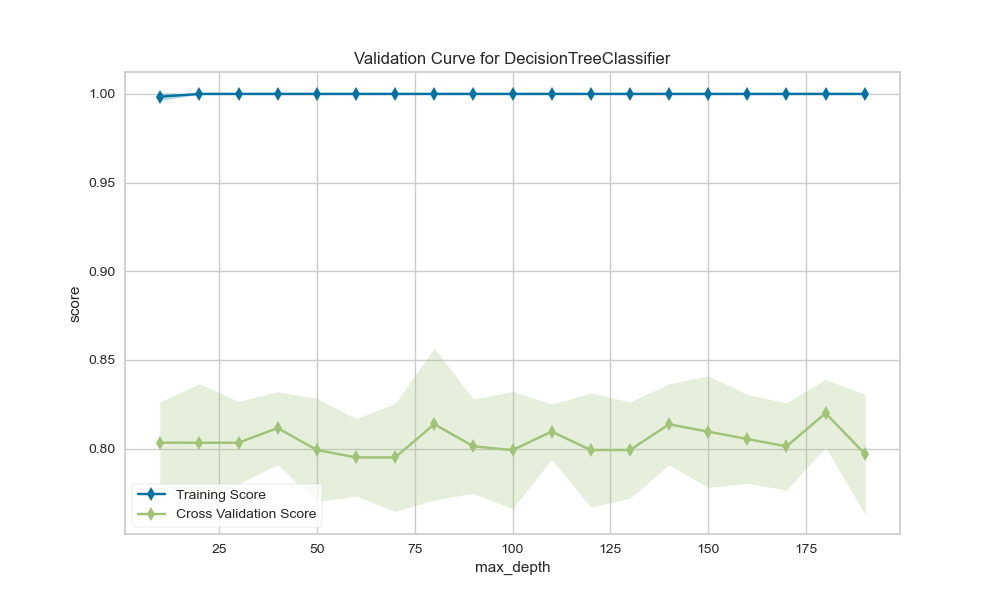 Validation Curve for DecisionTreeClassifier
1.00
0.95
0.90
0.85
0.80
score
Training Score
Cross Validation Score
25 50 75 100 125 150 175
max_depth